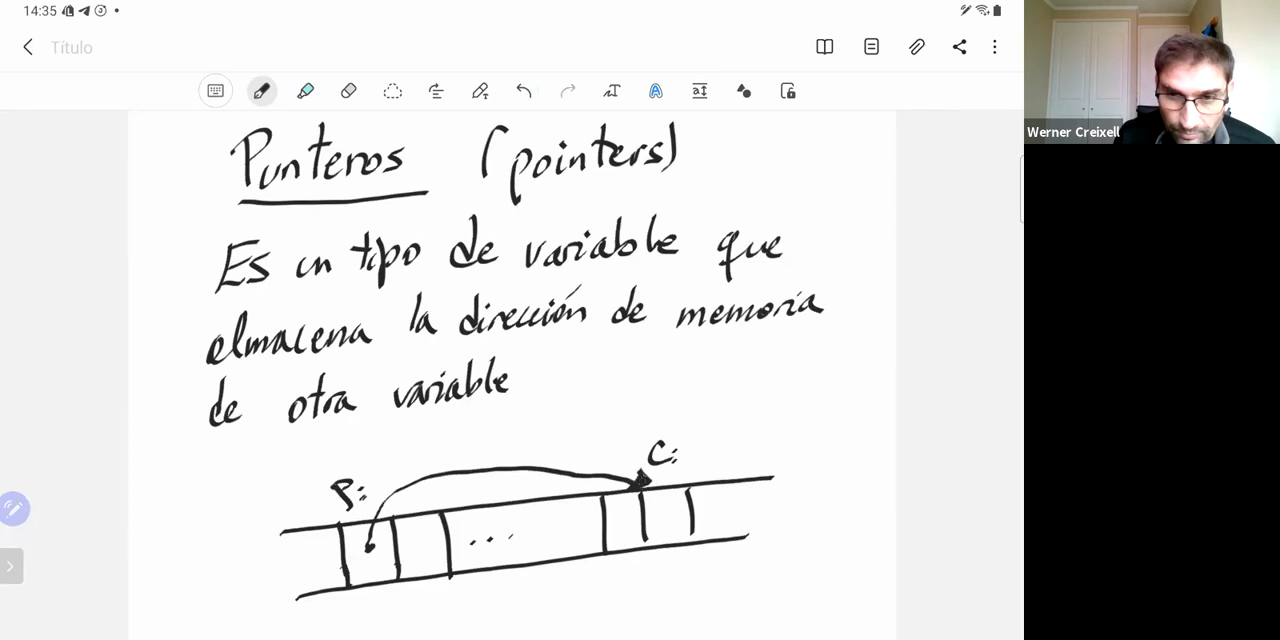 14:35
Título
Punteros (pointers)
Es un tipo de variable que
almacena la dirección de memoria
de otra variable
P:
C:
...
Werner Creixell